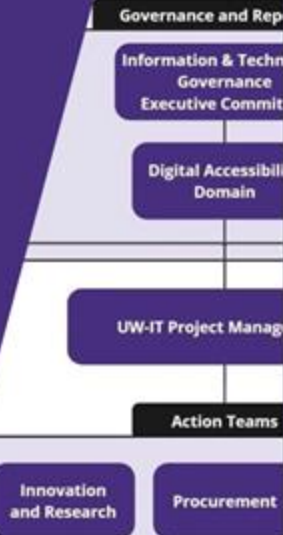 Governance and Rep
Information & Techn
Governance
Executive Commit
Digital Accessibili
Domain
UW-IT Project Manag
Action Teams
Innovation
and Research
Procurement